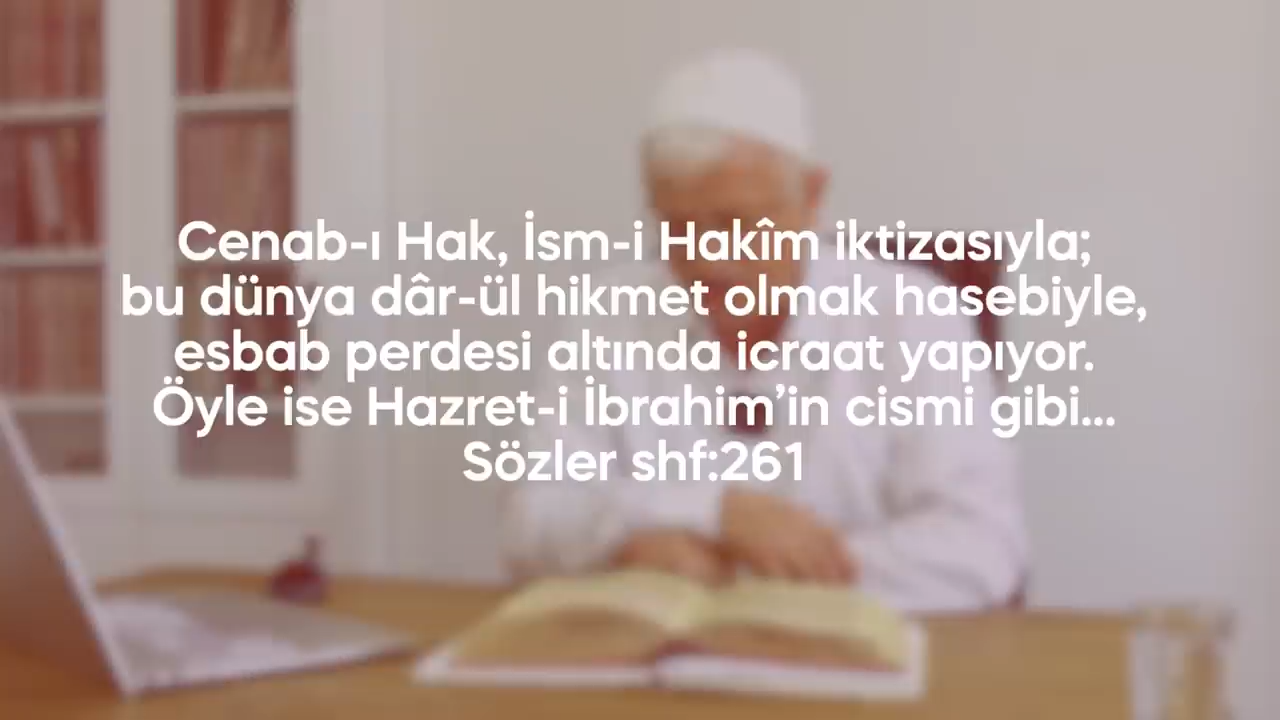 Cenab-ı Hak, İsm-i Hakîm iktizasıyla;
bu dünya dâr-ül hikmet olmak hasebiyle,
esbab perdesi altında icraat yapıyor.
Öyle ise Hazret-i İbrahim’in cismi gibi...
Sözler shf:261